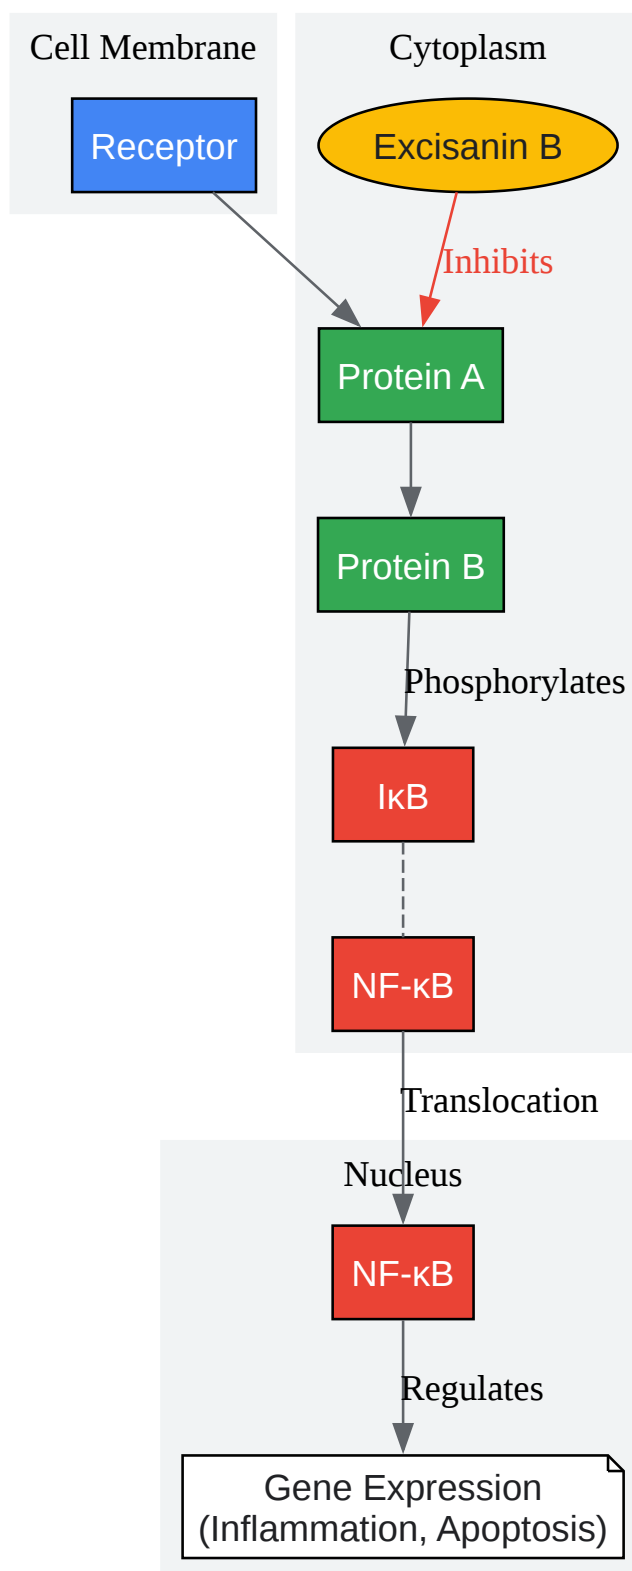 Cell Membrane
Cytoplasm
Receptor
Excisanin B
Inhibits
Protein A
Protein B
Phosphorylates
IκB
NF-κB
Translocation
Nucleus
NF-κB
Regulates
Gene Expression
(Inflammation, Apoptosis)